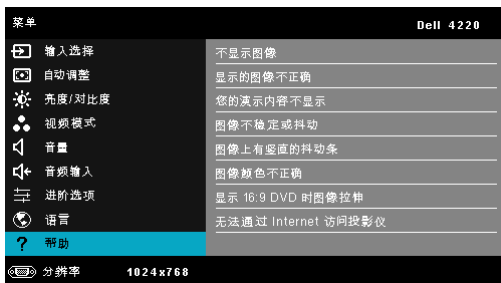 菜单
Dell 4220
输入选择
自动调整
亮度/对比度
视频模式
音量
音频输入
进阶选项
语言
帮助
不显示图像
显示的图像不正确
您的演示内容不显示
图像不稳定或抖动
图像上有竖直的抖动条
图像颜色不正确
显示 16:9 DVD 时图像拉伸
无法通过 Internet 访问投影仪
分辨率 1024x768